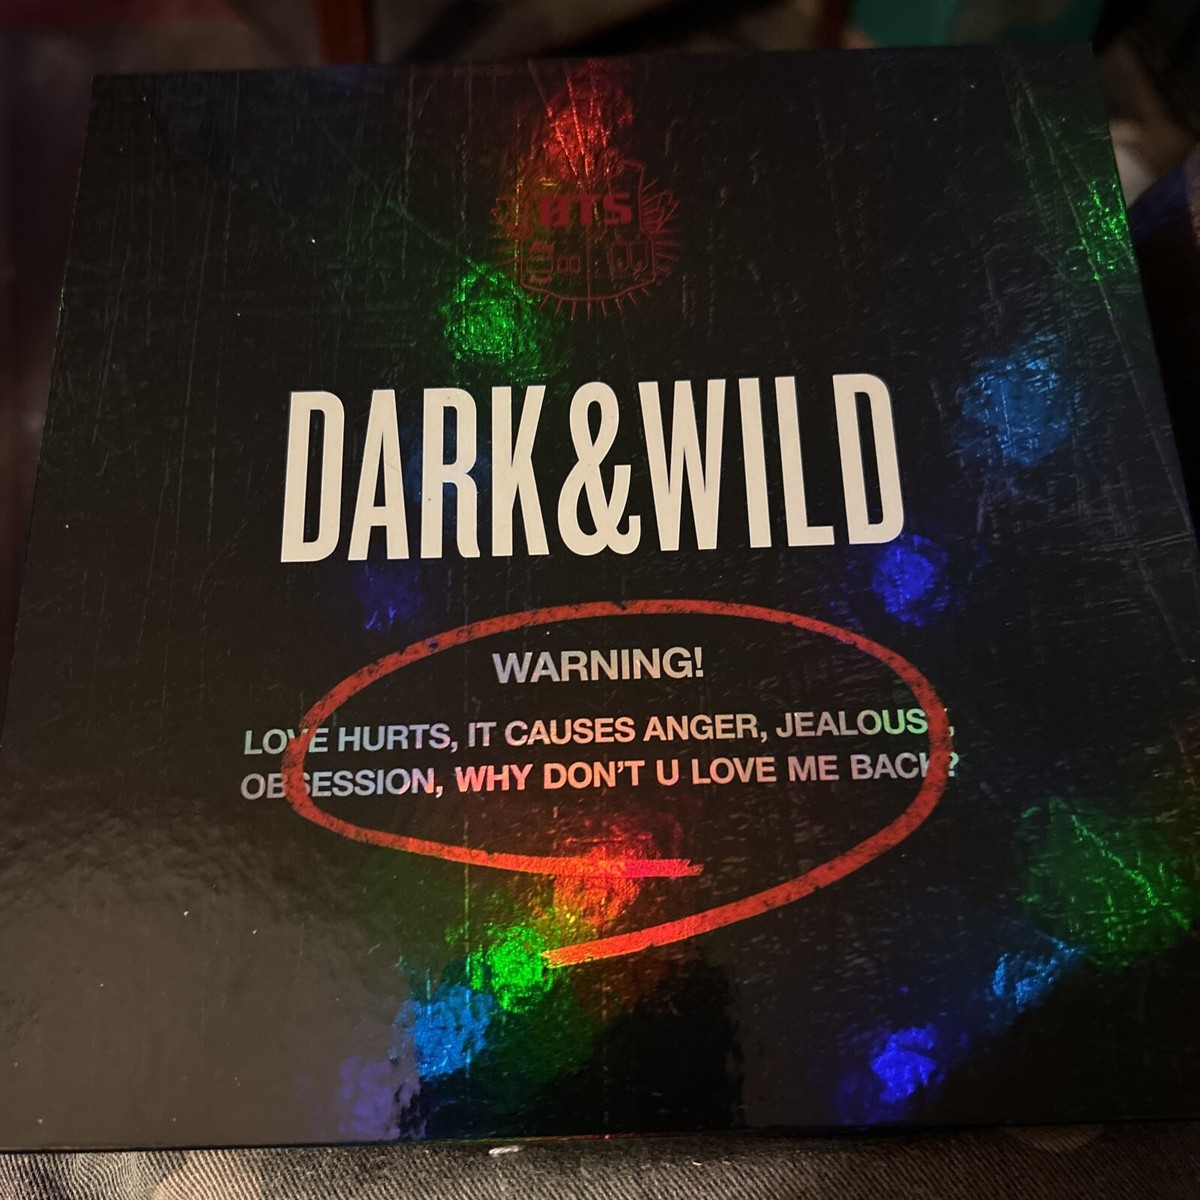 BTS
DARK&WILD
WARNING!
LOVE HURTS, IT CAUSES ANGER, JEALOUSY,
OBSESSION, WHY DON'T U LOVE ME BACK?